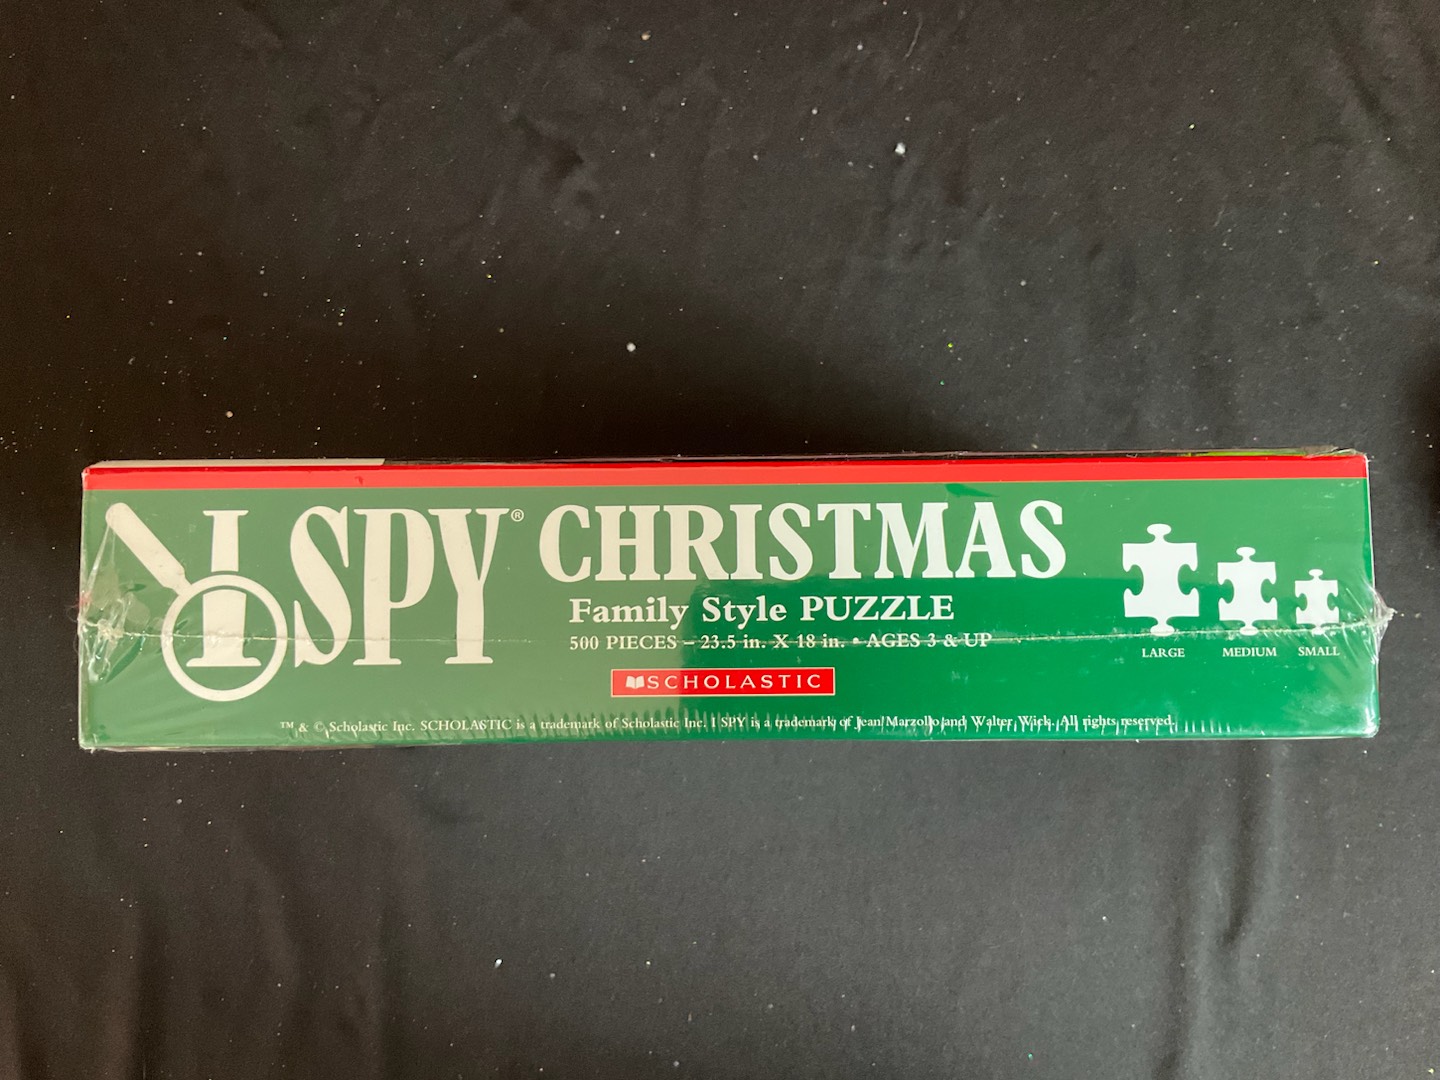 I SPY® CHRISTMAS
Family Style PUZZLE
500 PIECES – 23.5 in. X 18 in. • AGES 3 & UP
LARGE MEDIUM SMALL
SCHOLASTIC
™ & © Scholastic Inc. SCHOLASTIC is a trademark of Scholastic Inc. I SPY is a trademark of Jean Marzollo and Walter Wick. All rights reserved.